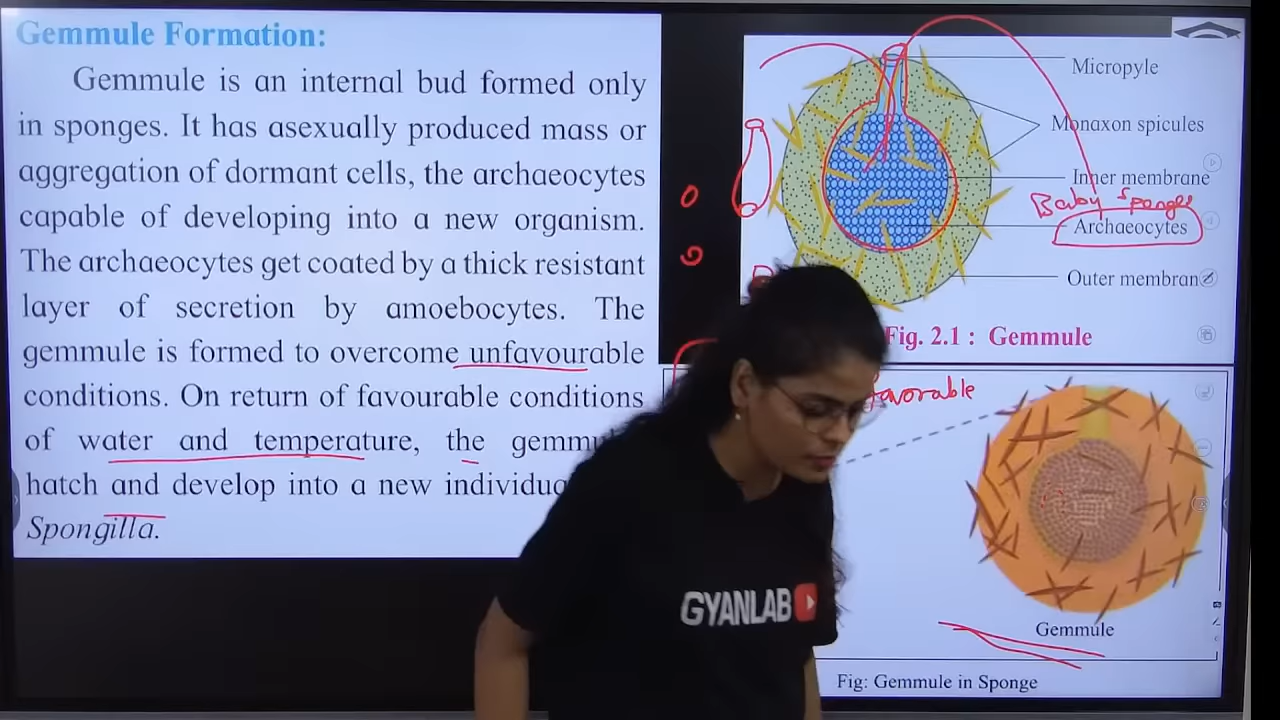 Gemmule Formation:
Gemmule is an internal bud formed only
in sponges. It has asexually produced mass or
aggregation of dormant cells, the archaeocytes
capable of developing into a new organism.
The archaeocytes get coated by a thick resistant
layer of secretion by amoebocytes. The
gemmule is formed to overcome unfavourable
conditions. On return of favourable conditions
of water and temperature, the
hatch and develop into a new
Spongilla.
Micropyle
Monaxon spicules
Inner membrane
Baby Sponges
Archaeocytes
Outer membran
Fig. 2.1 : Gemmule
favorable
Gemmule
Fig: Gemmule in Sponge
GYANLAB